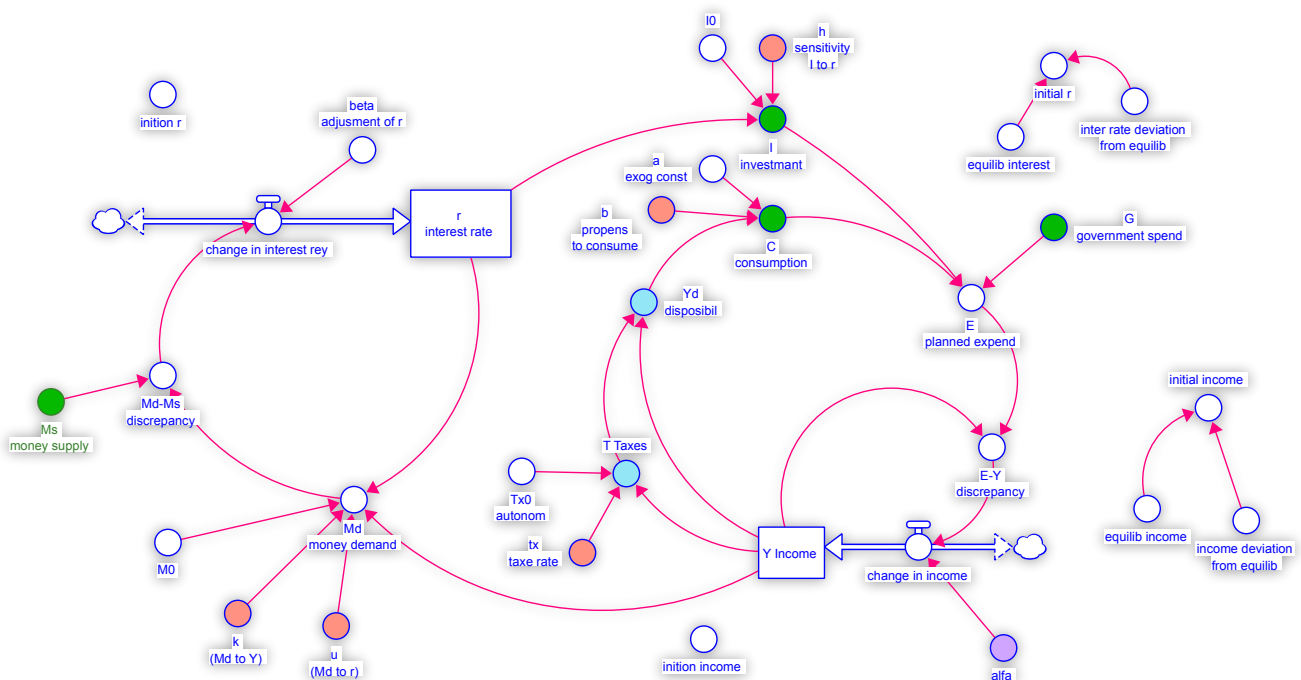 I0
h
sensitivity
I to r
inition r
beta
adjusment of r
I
investmant
initial r
inter rate deviation
from equilib
equilib interest
a
exog const
b
propens
to consume
C
consumption
G
government spend
r
interest rate
change in interest rey
Yd
disposibil
E
planned expend
Md-Ms
discrepancy
Ms
money supply
initial income
T Taxes
E-Y
discrepancy
Tx0
autonom
Md
money demand
M0
tx
taxe rate
Y Income
change in income
equilib income
income deviation
from equilib
k
(Md to Y)
u
(Md to r)
inition income
alfa